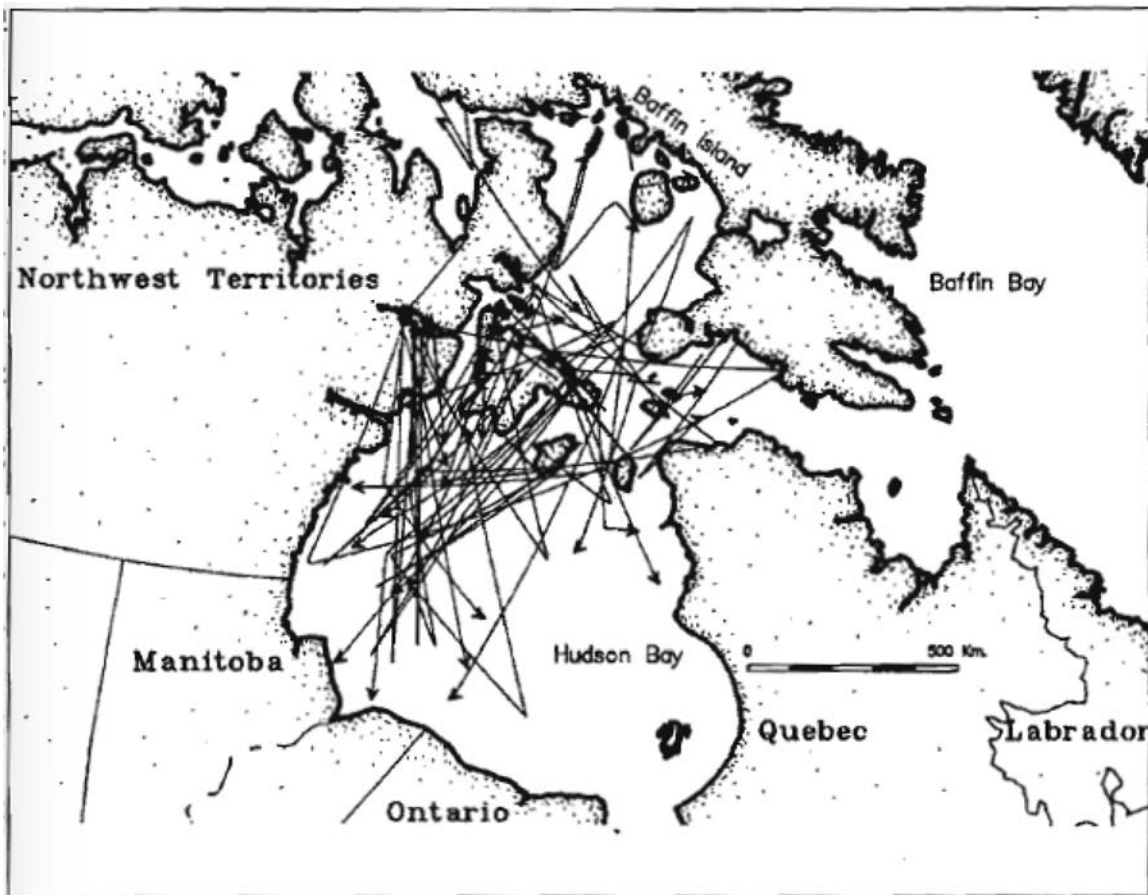 Baffin Island
Northwest Territories
Baffin Bay
Manitoba
Hudson Bay
0 500 Km.
Quebec
Labrador
Ontario